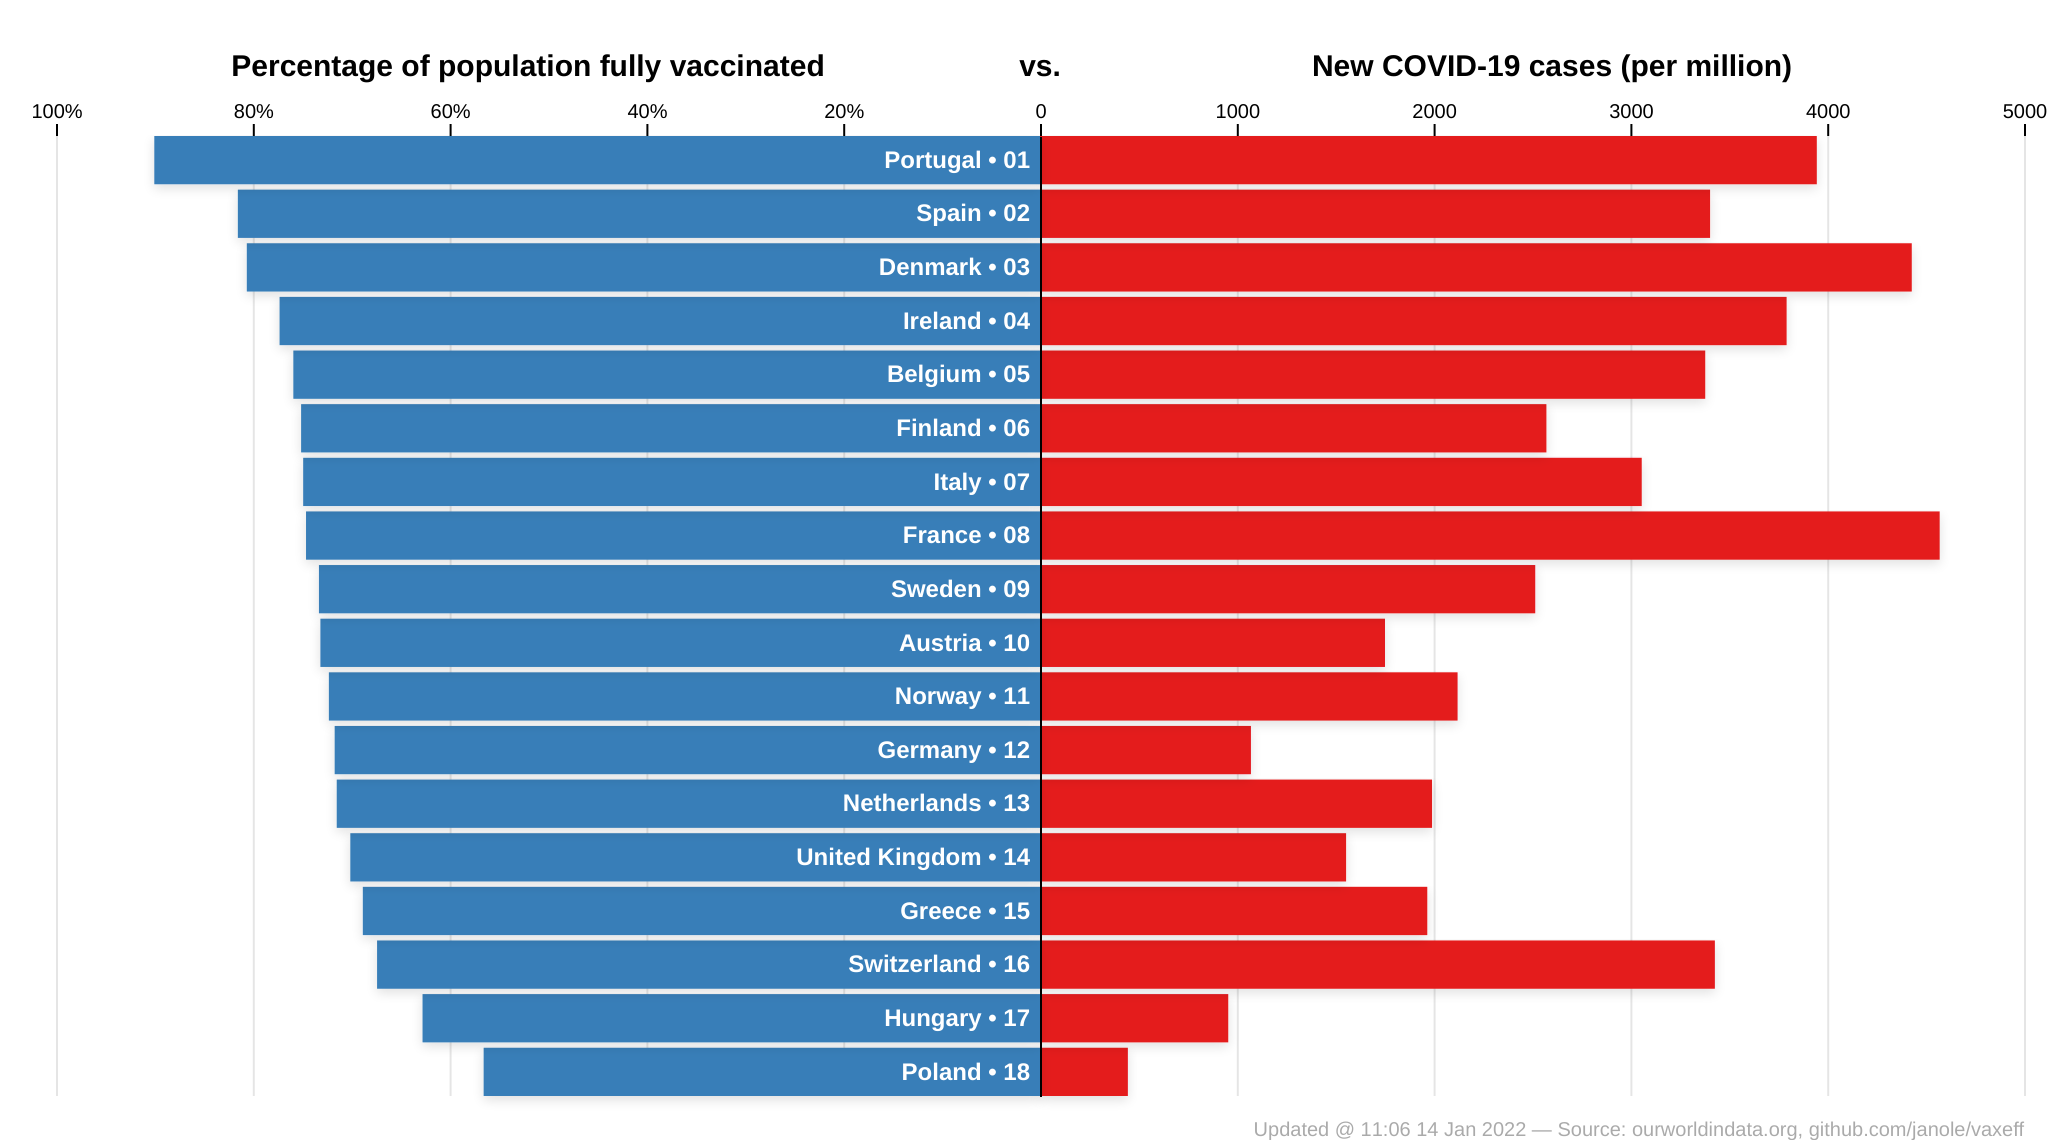 Percentage of population fully vaccinated vs. New COVID-19 cases (per million)
100% 80% 60% 40% 20% 0 1000 2000 3000 4000 5000
Portugal • 01
Spain • 02
Denmark • 03
Ireland • 04
Belgium • 05
Finland • 06
Italy • 07
France • 08
Sweden • 09
Austria • 10
Norway • 11
Germany • 12
Netherlands • 13
United Kingdom • 14
Greece • 15
Switzerland • 16
Hungary • 17
Poland • 18
Updated @ 11:06 14 Jan 2022 — Source: ourworldindata.org, github.com/janole/vaxeff